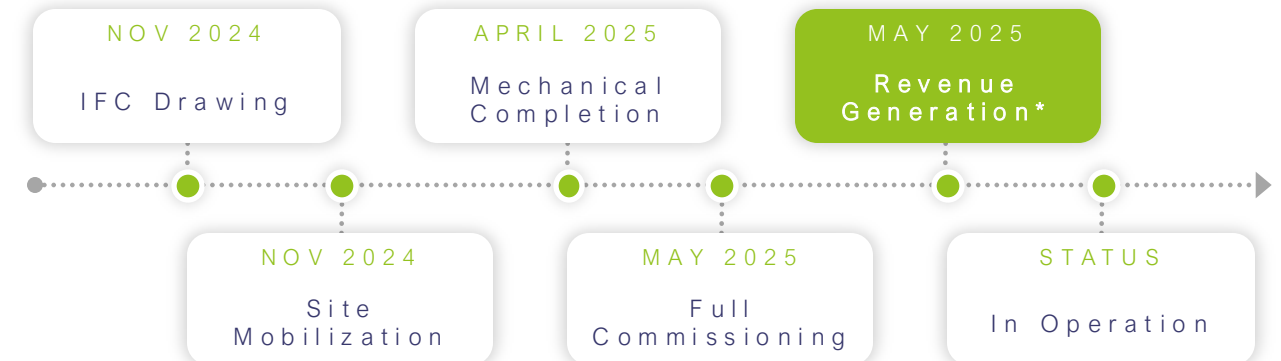 NOV 2024
IFC Drawing
NOV 2024
Site
Mobilization
APRIL 2025
Mechanical
Completion
MAY 2025
Full
Commissioning
MAY 2025
Revenue
Generation*
STATUS
In Operation